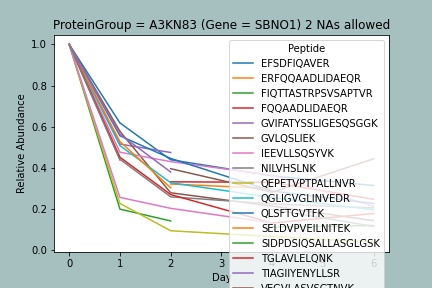 ProteinGroup = A3KN83 (Gene = SBNO1) 2 NAs allowed
Relative Abundance
1.0
0.8
0.6
0.4
0.2
0.0
Peptide
EFSDFIQAVER
ERFQQAADLIDAEQR
FIQTTASTRPSVSAPTVR
FQQAADLIDAEQR
GVIFATYSSLIGESQSGGK
GVLQSLIEK
IEEVLLSQSYVK
NILVHSLNK
QPETPTPALLNVR
QGLIGVGLINVEDR
QLSFTGVTFK
SELDVPVEILNITEK
SIDPDSIQSALLASGLGSK
TGLAVLELQNK
TIAGIIYENYLLSR
0
1
2
3
6